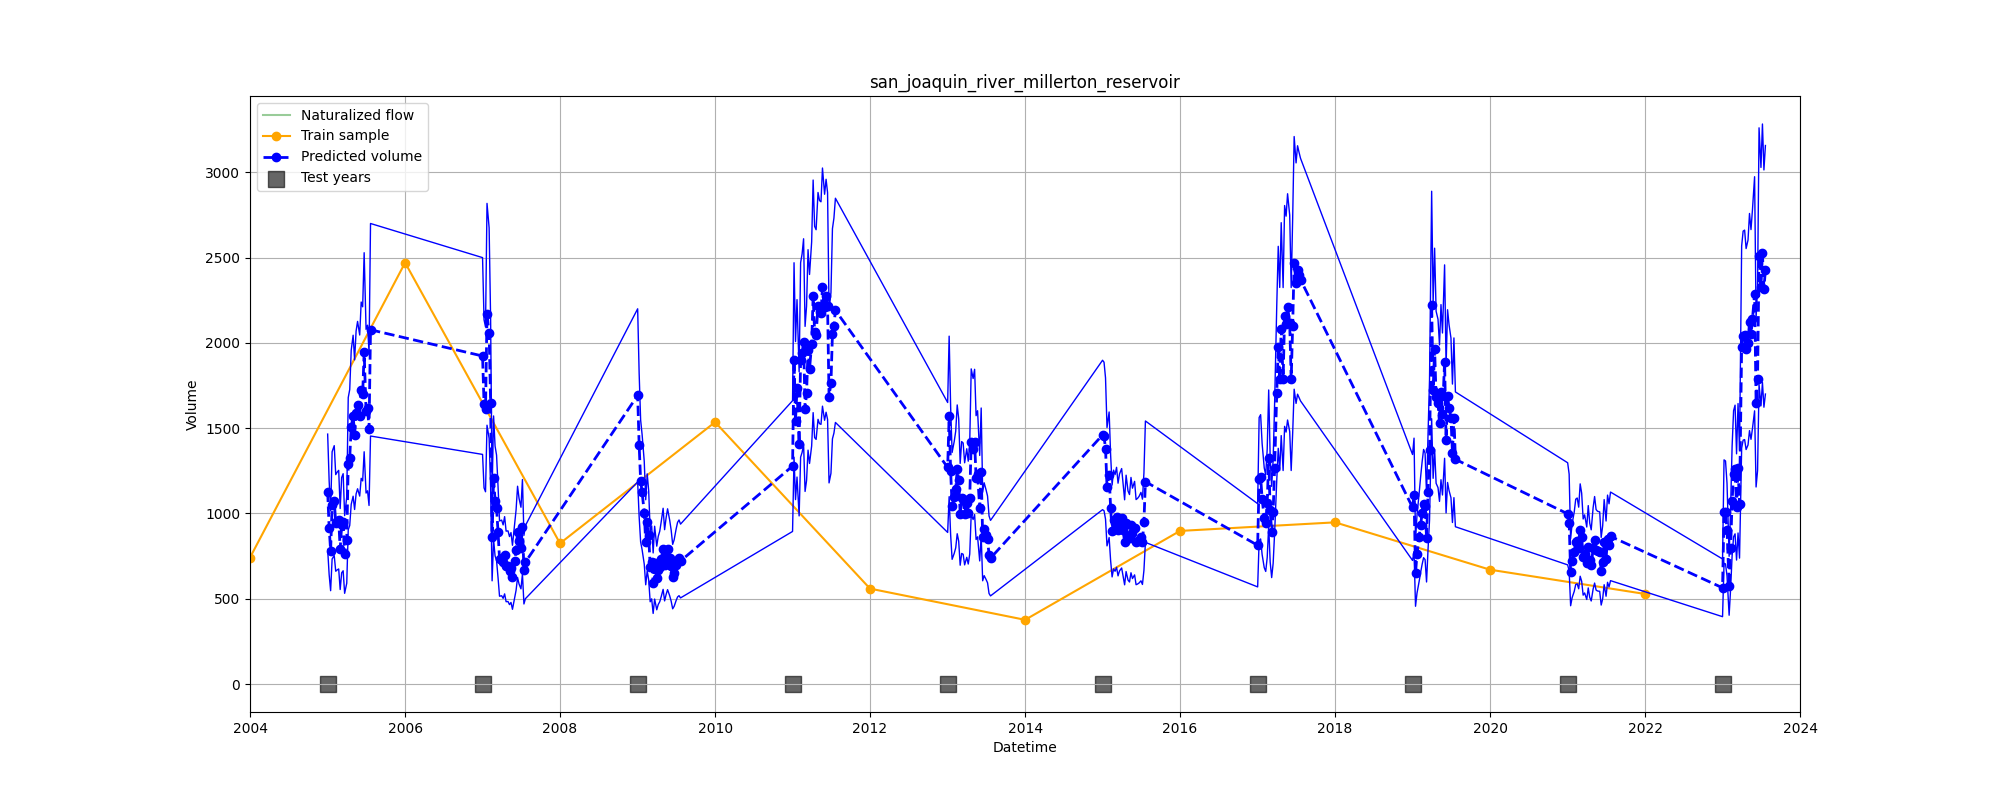 san_joaquin_river_millerton_reservoir
Naturalized flow
Train sample
Predicted volume
Test years
3000
2500
2000
1500
1000
500
0
Volume
2004 2006 2008 2010 2012 2014 2016 2018 2020 2022 2024
Datetime